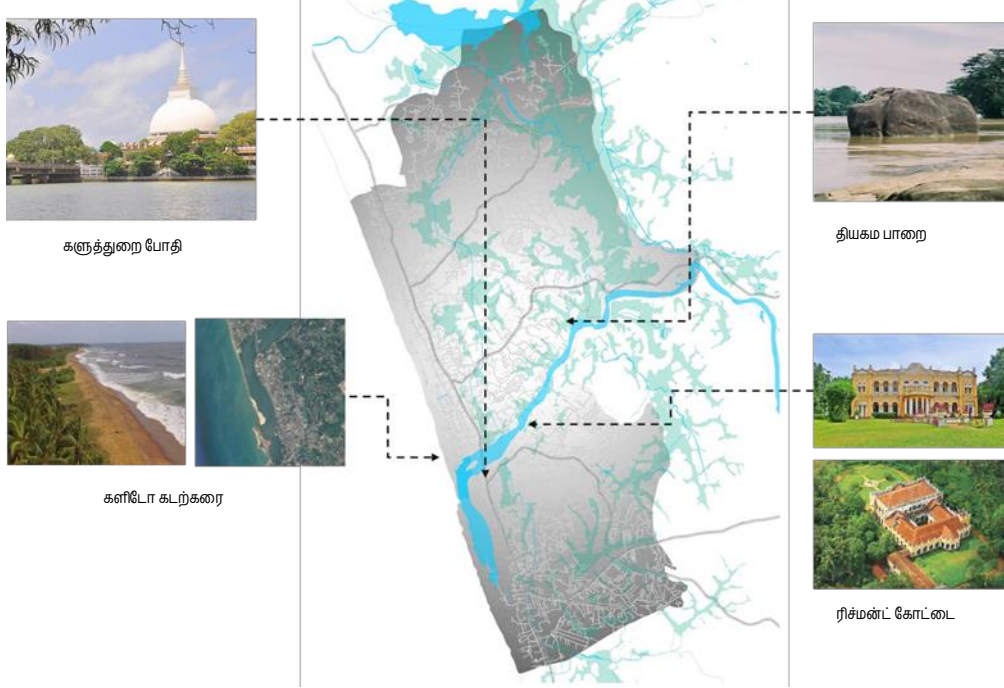 களுத்துறை போதி
தியகம பாறை
களிடோ கடற்கரை
ரிச்மன்ட் கோட்டை